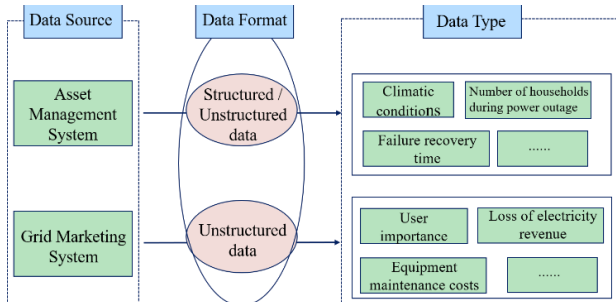 Data Source
Data Format
Data Type
Asset
Management
System
Structured /
Unstructured
data
Climatic
conditions
Number of households
during power outage
Failure recovery
time
......
Grid Marketing
System
Unstructured
data
User
importance
Loss of electricity
revenue
Equipment
maintenance costs
......